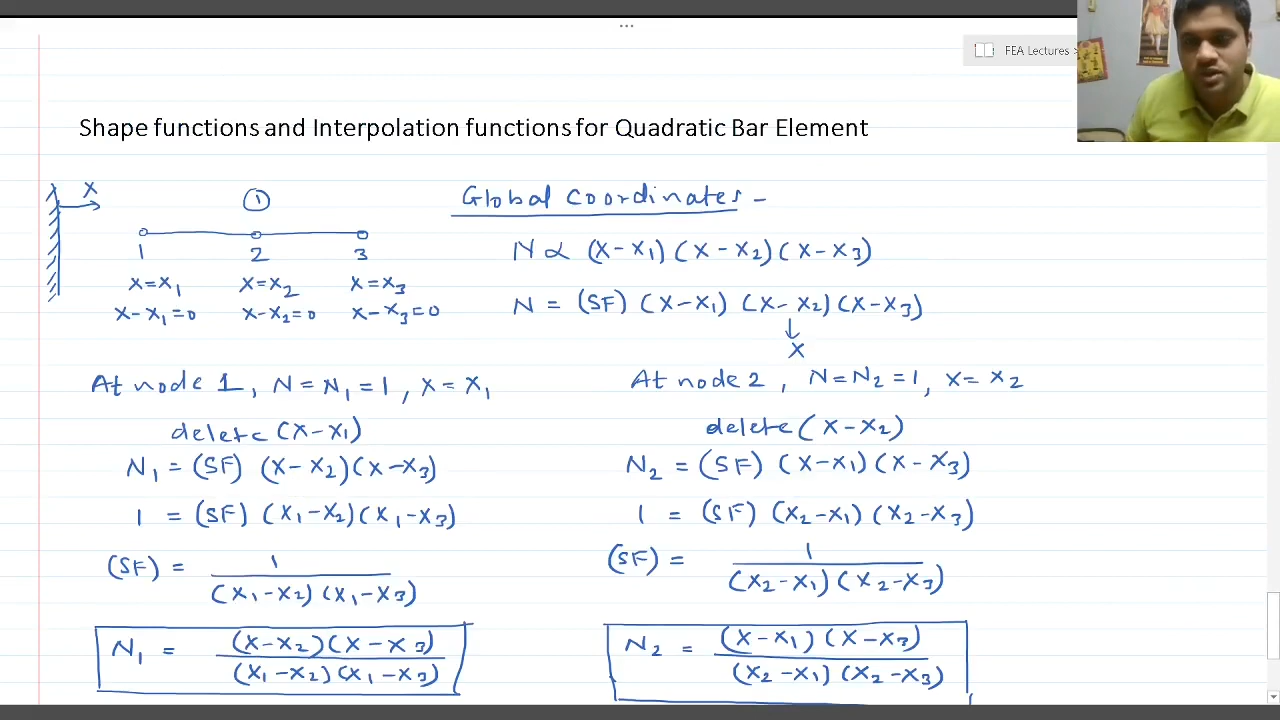 FEA Lectures >
Shape functions and Interpolation functions for Quadratic Bar Element
X
①
Global coordinates -
1 2 3
X=X₁ X=X₂ X=X₃
X-X₁=0 X-X₂=0 X-X₃=0
N ∝ (X-X₁)(X-X₂)(X-X₃)
N = (SF) (X-X₁) (X-X₂)(X-X₃)
↓
X
At node 1, N=N₁=1, X=X₁
delete (X-X₁)
N₁ = (SF) (X-X₂)(X-X₃)
1 = (SF) (X₁-X₂)(X₁-X₃)
(SF) = 1
(X₁-X₂)(X₁-X₃)
N₁ = (X-X₂)(X-X₃)
(X₁-X₂)(X₁-X₃)
At node 2, N=N₂=1, X=X₂
delete (X-X₂)
N₂ = (SF) (X-X₁)(X-X₃)
1 = (SF) (X₂-X₁)(X₂-X₃)
(SF) = 1
(X₂-X₁)(X₂-X₃)
N₂ = (X-X₁)(X-X₃)
(X₂-X₁)(X₂-X₃)